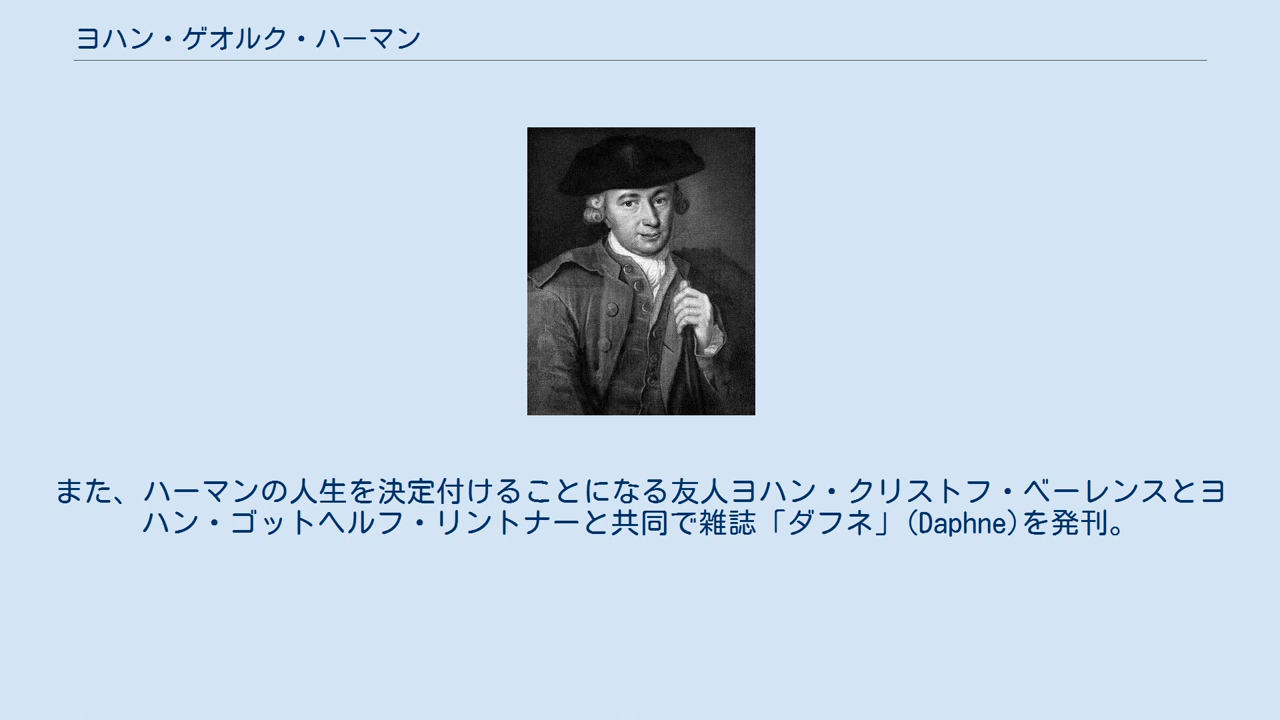 ヨハン・ゲオルク・ハーマン
また、ハーマンの人生を決定付けることになる友人ヨハン・クリストフ・ベーレンスとヨ
ハン・ゴットヘルフ・リントナーと共同で雑誌「ダフネ」(Daphne)を発刊。